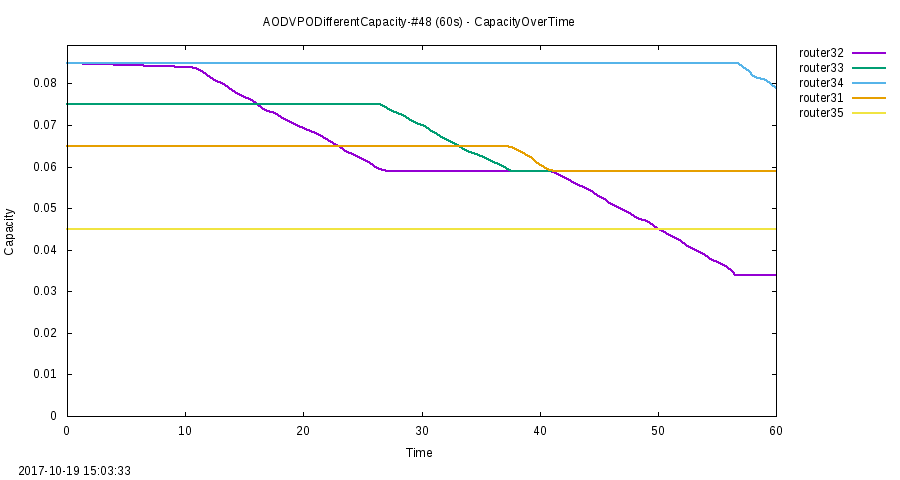 AODVPODifferentCapacity-#48 (60s) - CapacityOverTime
router32
router33
router34
router31
router35
0.08
0.07
0.06
0.05
0.04
0.03
0.02
0.01
0
Capacity
0 10 20 30 40 50 60
Time
2017-10-19 15:03:33